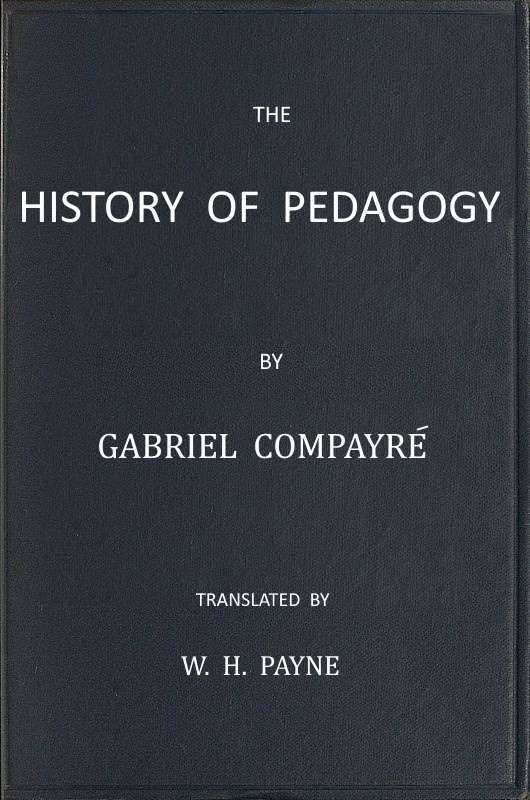 THE
HISTORY OF PEDAGOGY
BY
GABRIEL COMPAYRÉ
TRANSLATED BY
W. H. PAYNE